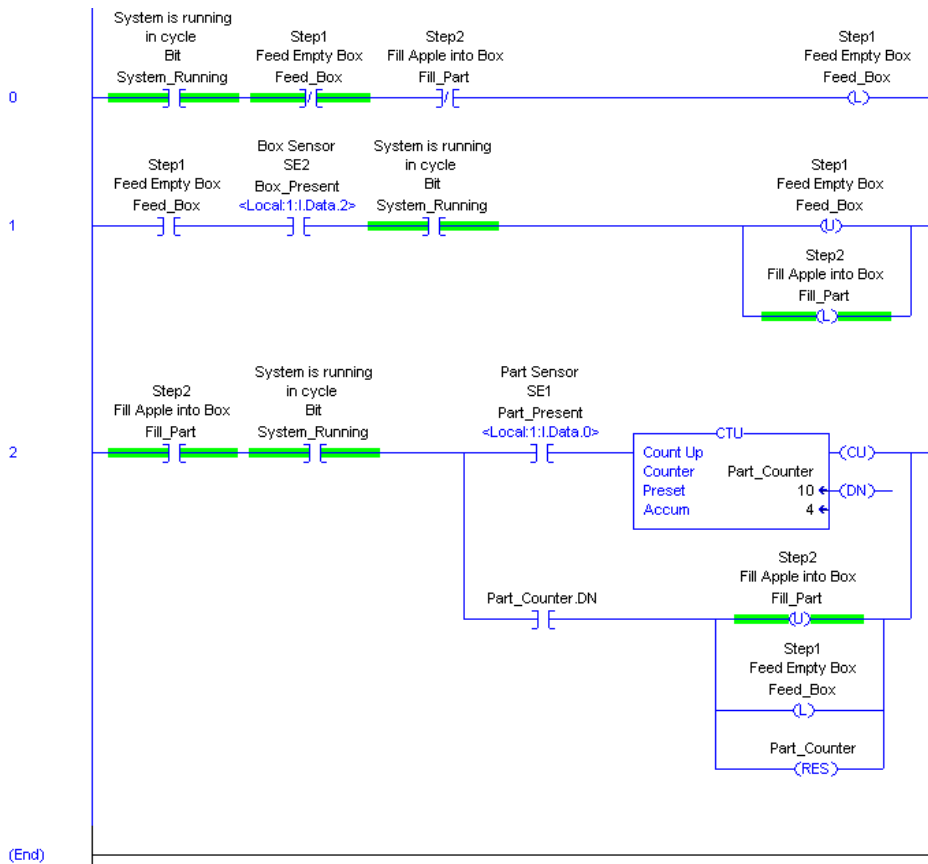 System is running
in cycle
Bit
System_Running
Step1
Feed Empty Box
Feed_Box
Step2
Fill Apple into Box
Fill_Part
Step1
Feed Empty Box
Feed_Box
0
L
Step1
Feed Empty Box
Feed_Box
Box Sensor
SE2
Box_Present
<Local:1:I.Data.2>
System is running
in cycle
Bit
System_Running
Step1
Feed Empty Box
Feed_Box
1
U
Step2
Fill Apple into Box
Fill_Part
L
Step2
Fill Apple into Box
Fill_Part
System is running
in cycle
Bit
System_Running
Part Sensor
SE1
Part_Present
<Local:1:I.Data.0>
2
CTU
Count Up
Counter Part_Counter
Preset 10
Accum 4
CU
DN
Part_Counter.DN
Step2
Fill Apple into Box
Fill_Part
U
Step1
Feed Empty Box
Feed_Box
L
Part_Counter
RES
(End)